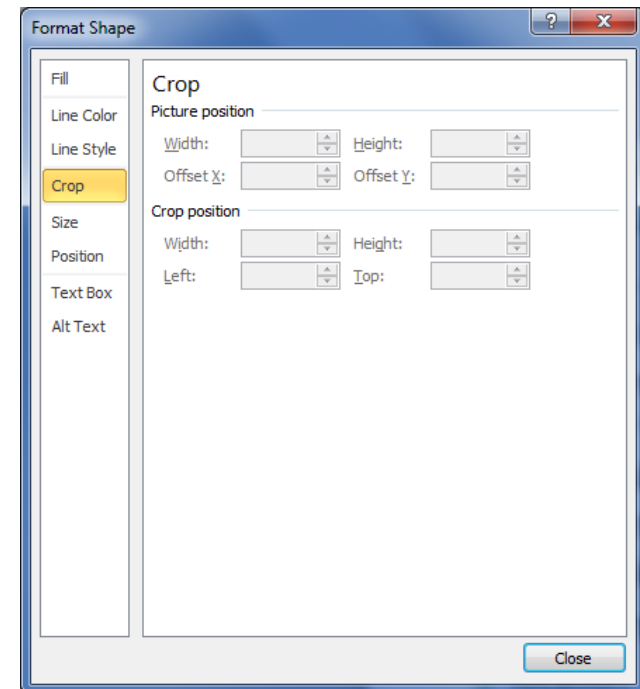 Format Shape
?
Fill
Line Color
Line Style
Crop
Size
Position
Text Box
Alt Text
Crop
Picture position
Width: Height:
Offset X: Offset Y:
Crop position
Width: Height:
Left: Top:
Close